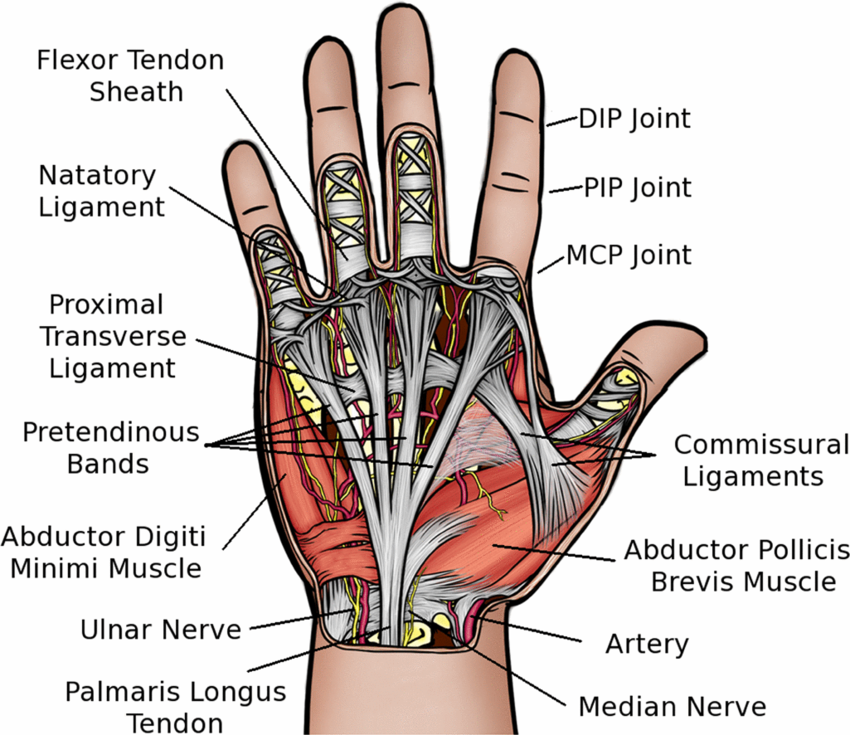 Flexor Tendon
Sheath
Natatory
Ligament
Proximal
Transverse
Ligament
Pretendinous
Bands
Abductor Digiti
Minimi Muscle
Ulnar Nerve
Palmaris Longus
Tendon
DIP Joint
PIP Joint
MCP Joint
Commissural
Ligaments
Abductor Pollicis
Brevis Muscle
Artery
Median Nerve